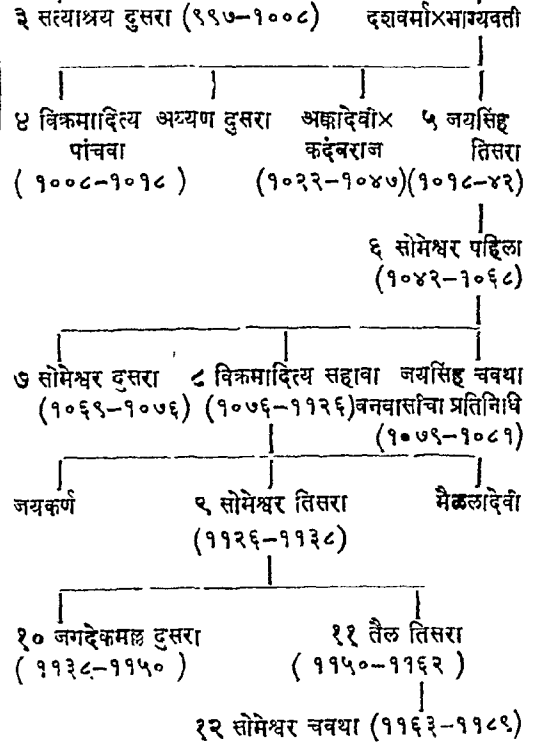 ३ सत्याश्रय दुसरा (९९७-१००८) दशवर्मा×भाग्यवती
४ विक्रमादित्य अय्यण दुसरा अक्कादेवी× ५ जयसिंह
पांचवा कदंबराज तिसरा
(१००८-१०१८) (१०२२-१०४७)(१०१८-४२)
६ सोमेश्वर पहिला
(१०४२-१०६८)
७ सोमेश्वर दुसरा ८ विक्रमादित्य सहावा जयसिंह चवथा
(१०६९-१०७६) (१०७६-११२६) वनवासीचा प्रतिनिधि
(१०७९-१०८१)
जयकर्ण ९ सोमेश्वर तिसरा मैळलादेवी
(११२६-११३८)
१० जगदेकमल्ल दुसरा ११ तैल तिसरा
(११३८-११५०) (११५०-११६२)
१२ सोमेश्वर चवथा (११६३-११८९)